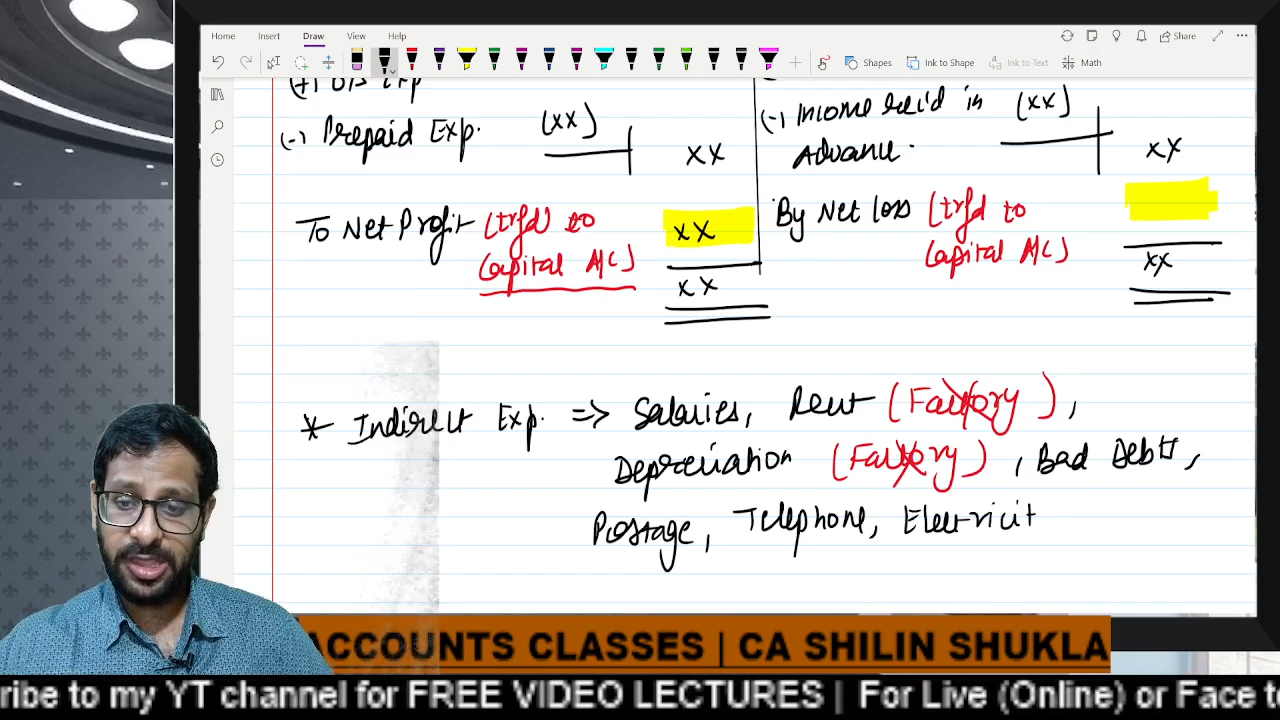 Home Insert Draw View Help Share ...
Shapes Ink to Shape Ink to Text Math
(+) O/S Exp
(-) Prepaid Exp. (xx)
xx
To Net Profit (trfd to
Capital A/c)
xx
xx
(-) Income Rec'd in (xx)
Advance.
xx
By Net Loss (trfd to
Capital A/c)
xx
* Indirect Exp. => Salaries, Rent (Factory),
Depreciation (Factory), Bad Debts,
Postage, Telephone, Electricit
ACCOUNTS CLASSES | CA SHILIN SHUKLA
cribe to my YT channel for FREE VIDEO LECTURES | For Live (Online) or Face t